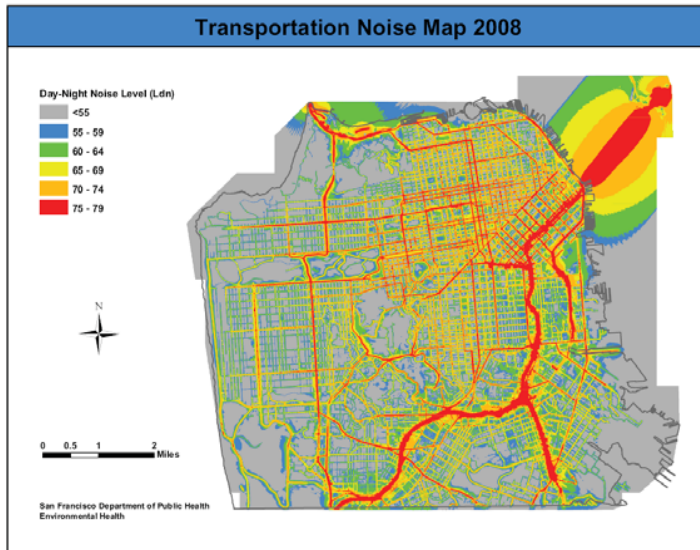 Transportation Noise Map 2008
Day-Night Noise Level (Ldn)
<55
55 - 59
60 - 64
65 - 69
70 - 74
75 - 79
N
0 0.5 1 2
Miles
San Francisco Department of Public Health
Environmental Health